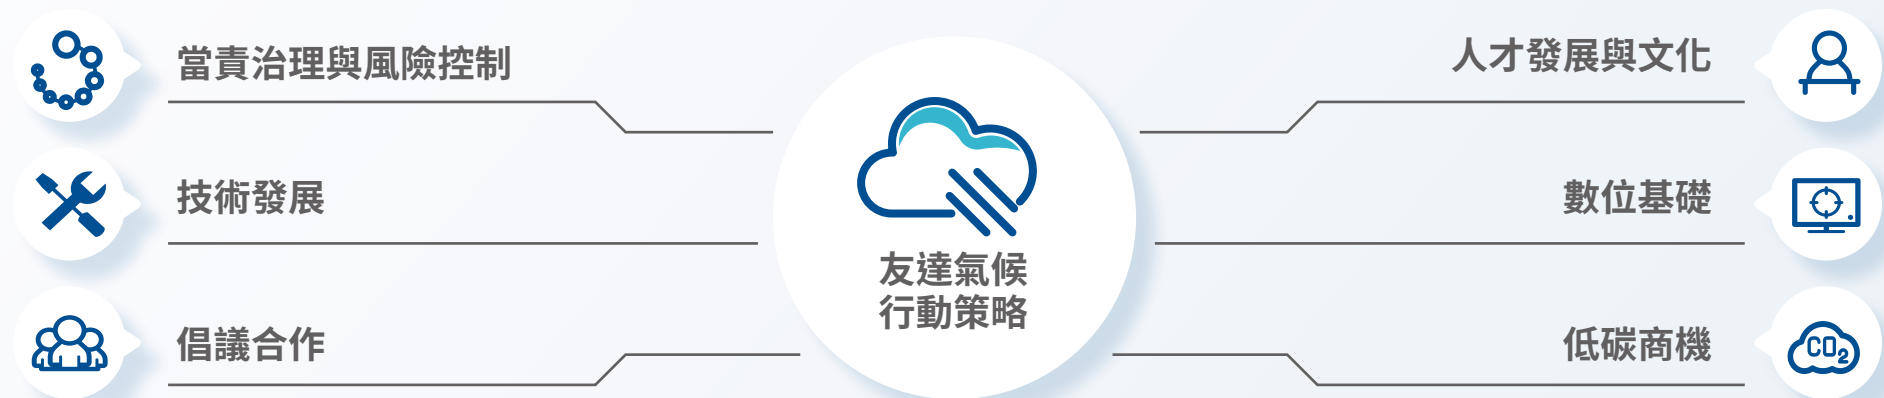 當責治理與風險控制
技術發展
倡議合作
友達氣候
行動策略
人才發展與文化
數位基礎
低碳商機
CO2